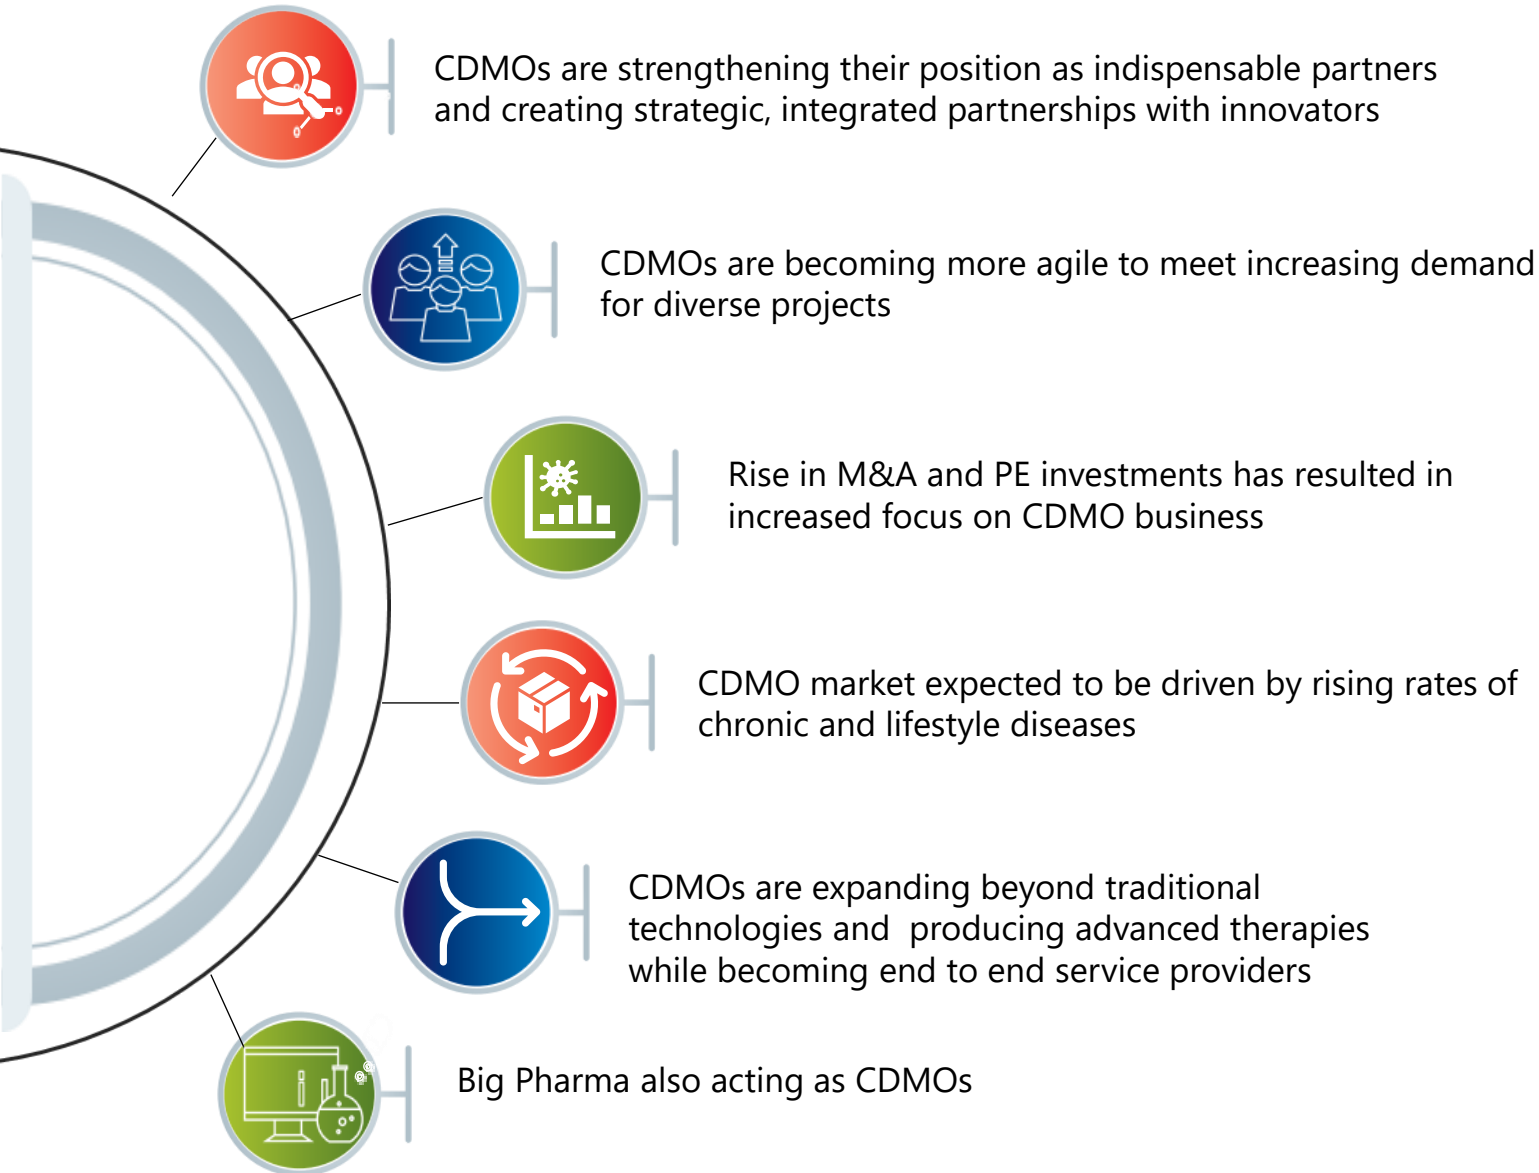 CDMOs are strengthening their position as indispensable partners
and creating strategic, integrated partnerships with innovators
CDMOs are becoming more agile to meet increasing demand
for diverse projects
Rise in M&A and PE investments has resulted in
increased focus on CDMO business
CDMO market expected to be driven by rising rates of
chronic and lifestyle diseases
CDMOs are expanding beyond traditional
technologies and  producing advanced therapies
while becoming end to end service providers
Big Pharma also acting as CDMOs